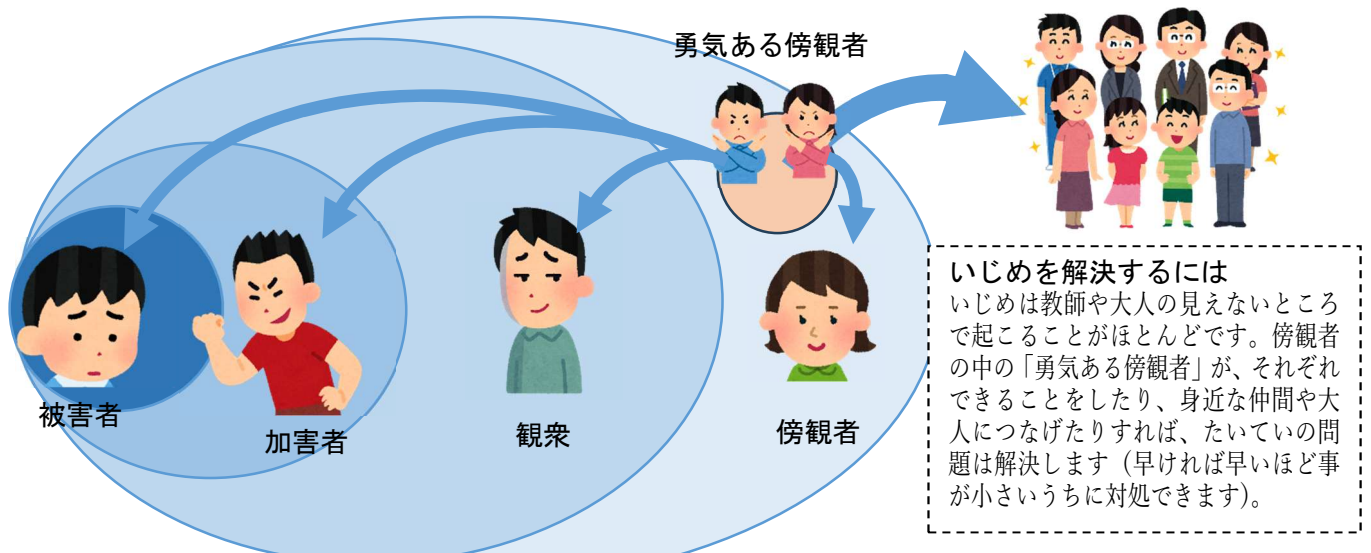 勇気ある傍観者
被害者
加害者
観衆
傍観者
いじめを解決するには
いじめは教師や大人の見えないところ
で起こることがほとんどです。傍観者
の中の「勇気ある傍観者」が、それぞれ
できることをしたり、身近な仲間や大
人につなげたりすれば、たいていの問
題は解決します（早ければ早いほど事
が小さいうちに対処できます）。